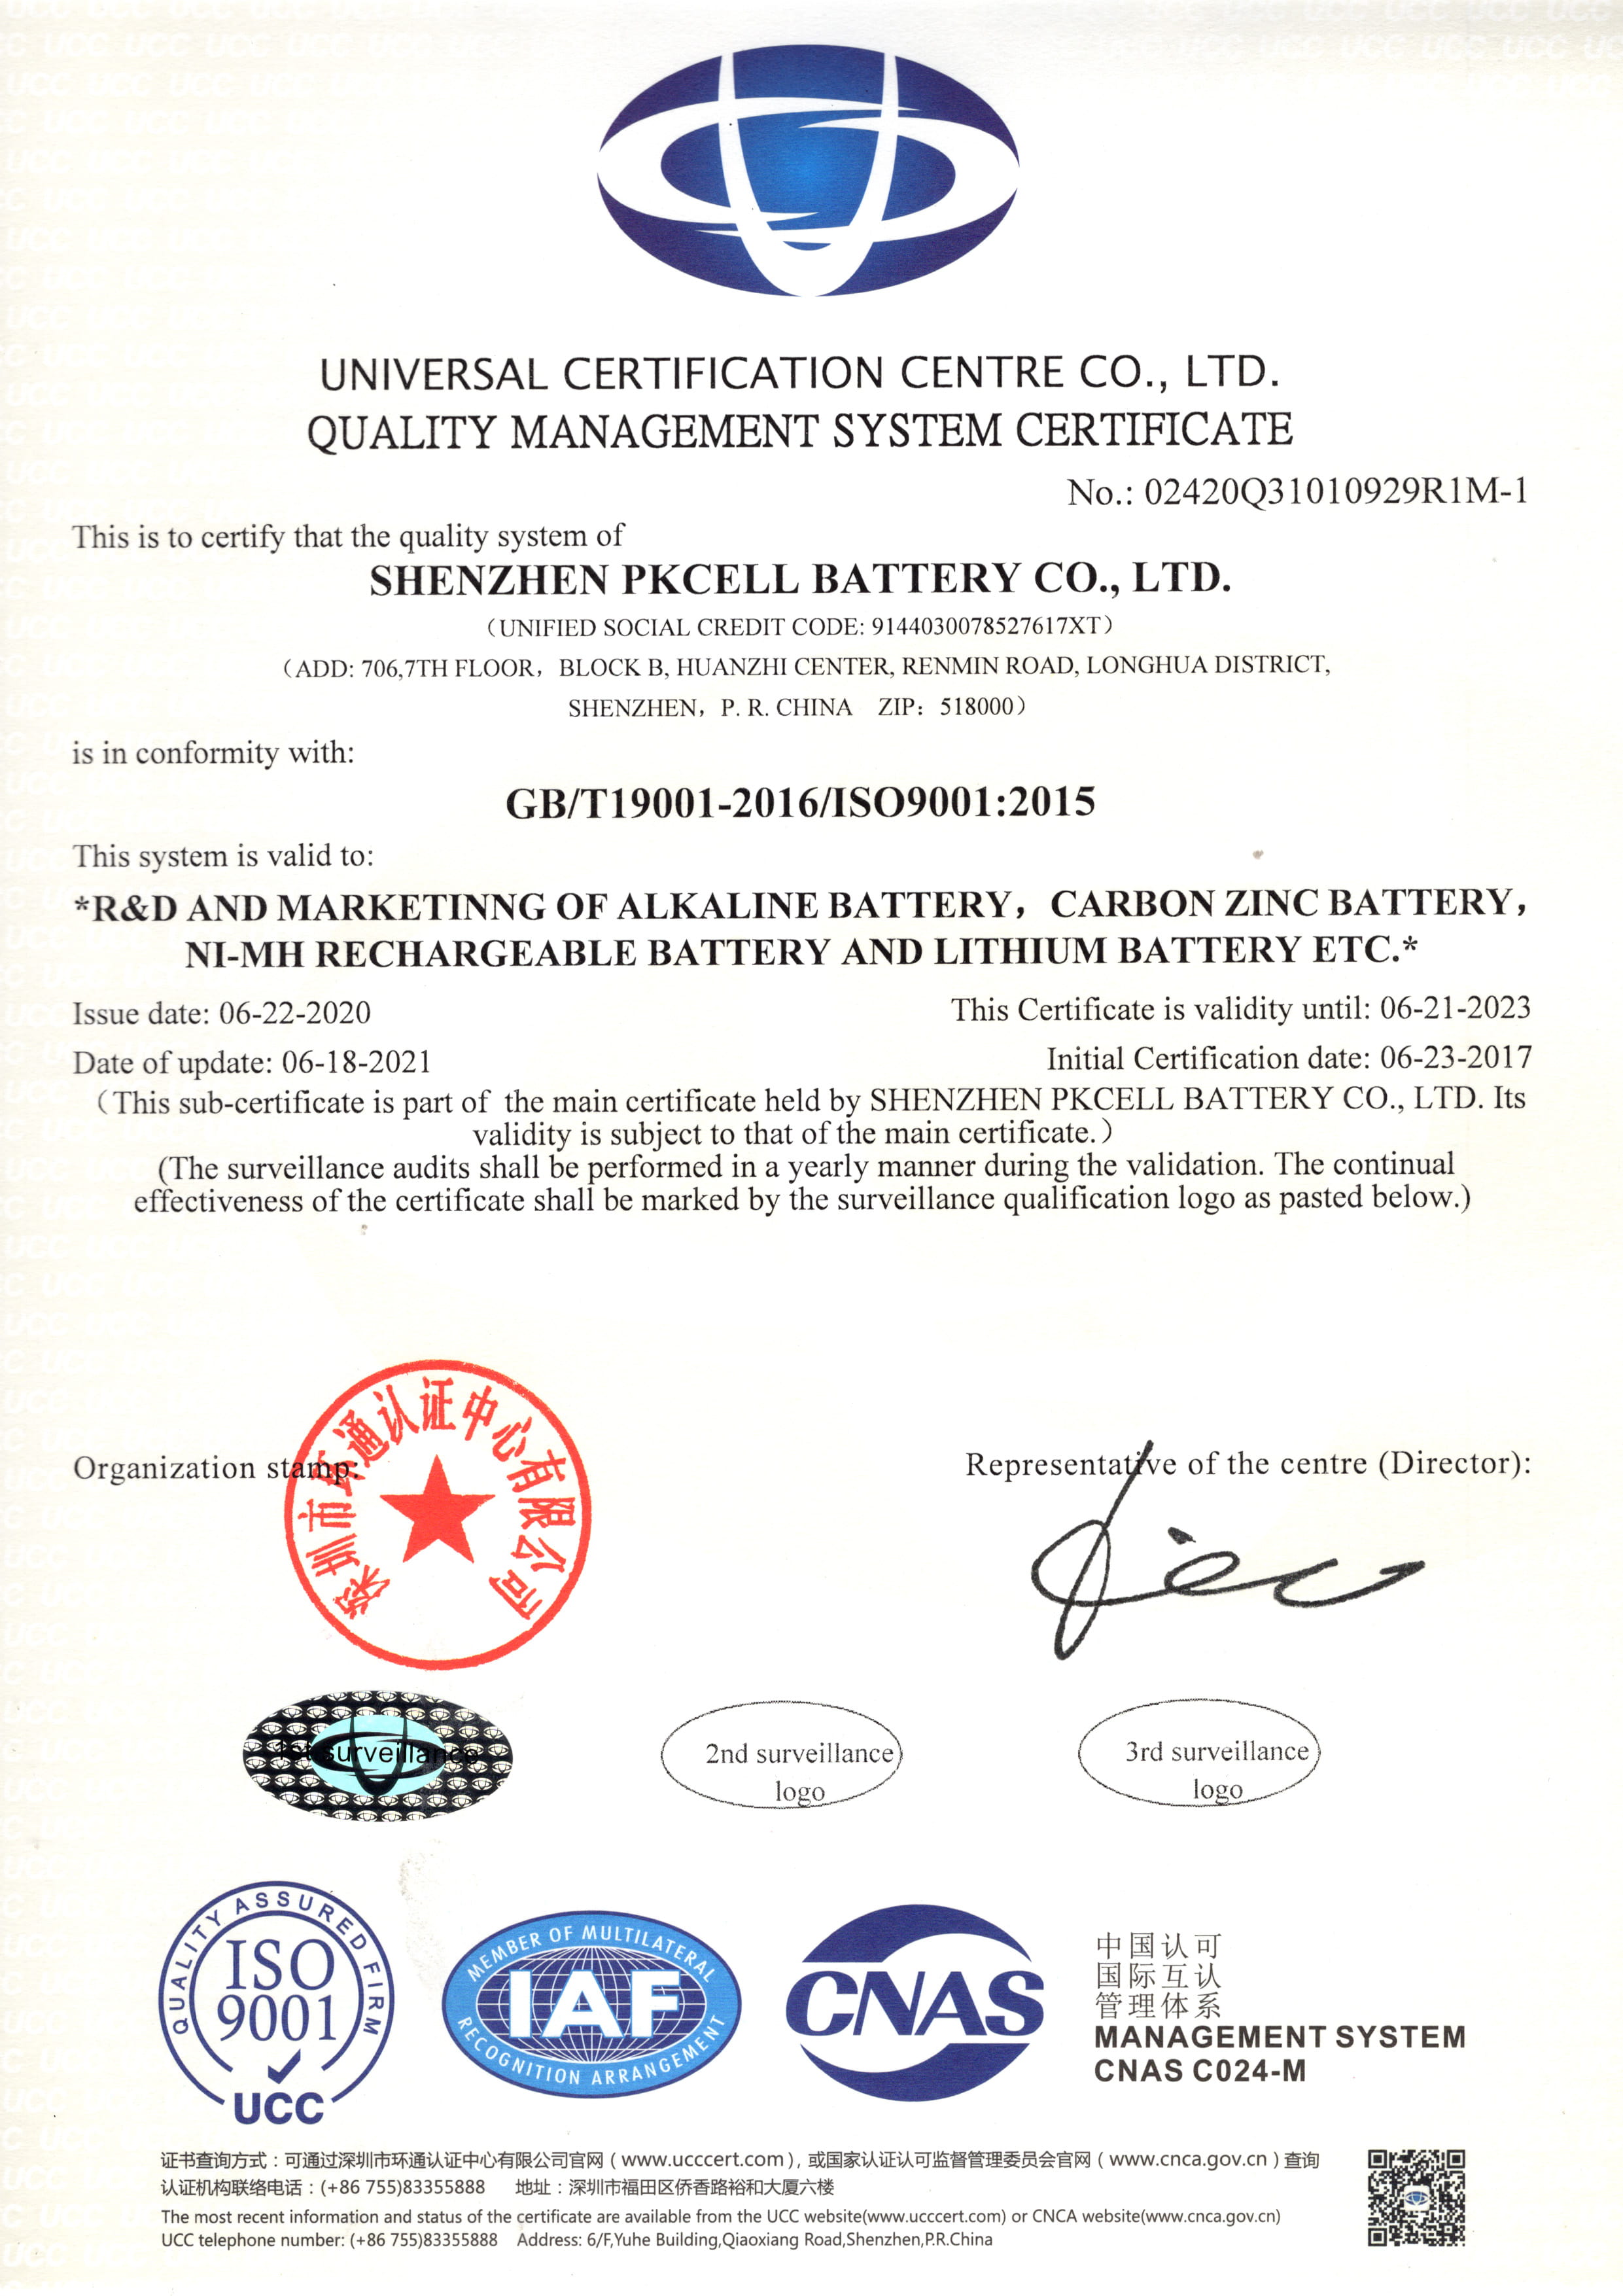 UNIVERSAL CERTIFICATION CENTRE CO., LTD.
QUALITY MANAGEMENT SYSTEM CERTIFICATE
No.: 02420Q31010929R1M-1
This is to certify that the quality system of
SHENZHEN PKCELL BATTERY CO., LTD.
（UNIFIED SOCIAL CREDIT CODE: 9144030078527617XT）
（ADD: 706,7TH FLOOR，BLOCK B, HUANZHI CENTER, RENMIN ROAD, LONGHUA DISTRICT,
SHENZHEN，P. R. CHINA ZIP：518000）
is in conformity with:
GB/T19001-2016/ISO9001:2015
This system is valid to:
*R&D AND MARKETINNG OF ALKALINE BATTERY，CARBON ZINC BATTERY，
NI-MH RECHARGEABLE BATTERY AND LITHIUM BATTERY ETC.*
Issue date: 06-22-2020 This Certificate is validity until: 06-21-2023
Date of update: 06-18-2021 Initial Certification date: 06-23-2017
（This sub-certificate is part of the main certificate held by SHENZHEN PKCELL BATTERY CO., LTD. Its
validity is subject to that of the main certificate.）
(The surveillance audits shall be performed in a yearly manner during the validation. The continual
effectiveness of the certificate shall be marked by the surveillance qualification logo as pasted below.)
Organization stamp: Representative of the centre (Director):
深圳市环通认证中心有限公司
1st surveillance
2nd surveillance
logo
3rd surveillance
logo
QUALITY ASSURED FIRM
ISO
9001
UCC
MEMBER OF MULTILATERAL
IAF
RECOGNITION ARRANGEMENT
CNAS
中国认可
国际互认
管理体系
MANAGEMENT SYSTEM
CNAS C024-M
证书查询方式：可通过深圳市环通认证中心有限公司官网（www.ucccert.com），或国家认证认可监督管理委员会官网（www.cnca.gov.cn）查询
认证机构联络电话：(+86 755)83355888 地址：深圳市福田区侨香路裕和大厦六楼
The most recent information and status of the certificate are available from the UCC website(www.ucccert.com) or CNCA website(www.cnca.gov.cn)
UCC telephone number: (+86 755)83355888 Address: 6/F,Yuhe Building,Qiaoxiang Road,Shenzhen,P.R.China